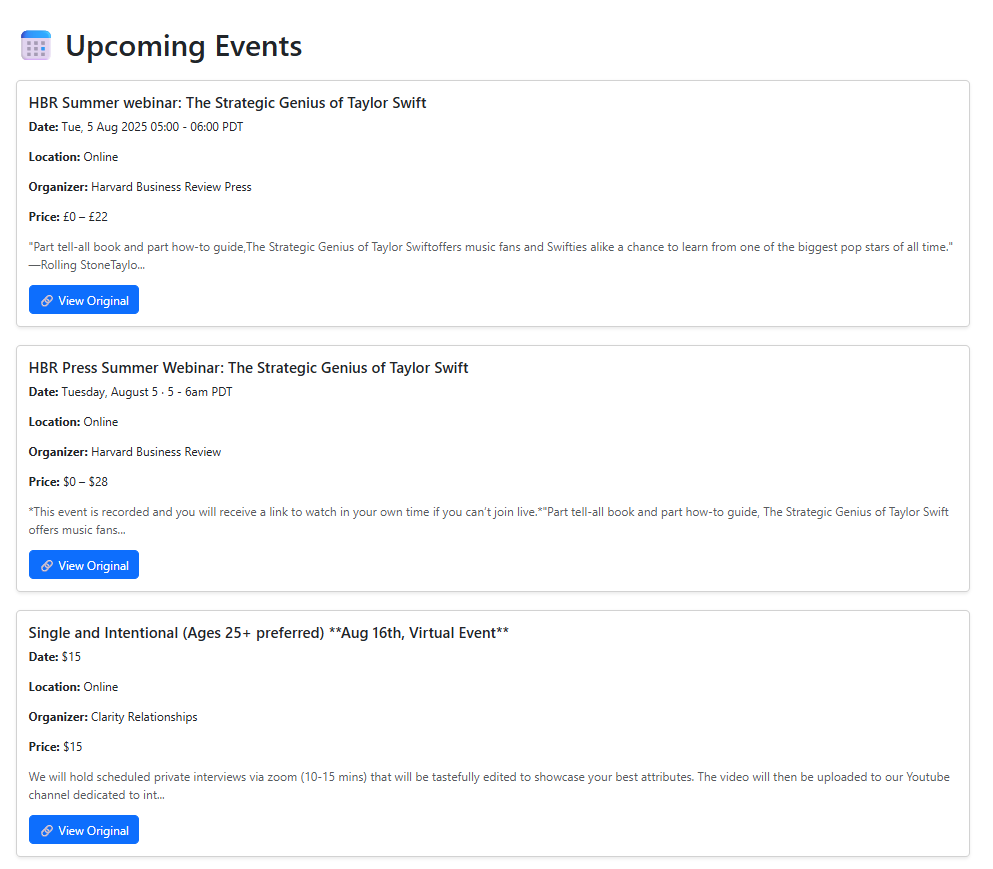 Upcoming Events
HBR Summer webinar: The Strategic Genius of Taylor Swift
Date: Tue, 5 Aug 2025 05:00 - 06:00 PDT
Location: Online
Organizer: Harvard Business Review Press
Price: £0 – £22
"Part tell-all book and part how-to guide,The Strategic Genius of Taylor Swiftoffers music fans and Swifties alike a chance to learn from one of the biggest pop stars of all time."
—Rolling StoneTaylo...
View Original
HBR Press Summer Webinar: The Strategic Genius of Taylor Swift
Date: Tuesday, August 5 · 5 - 6am PDT
Location: Online
Organizer: Harvard Business Review
Price: $0 – $28
*This event is recorded and you will receive a link to watch in your own time if you can't join live.*"Part tell-all book and part how-to guide, The Strategic Genius of Taylor Swift
offers music fans...
View Original
Single and Intentional (Ages 25+ preferred) **Aug 16th, Virtual Event**
Date: $15
Location: Online
Organizer: Clarity Relationships
Price: $15
We will hold scheduled private interviews via zoom (10-15 mins) that will be tastefully edited to showcase your best attributes. The video will then be uploaded to our Youtube
channel dedicated to int...
View Original